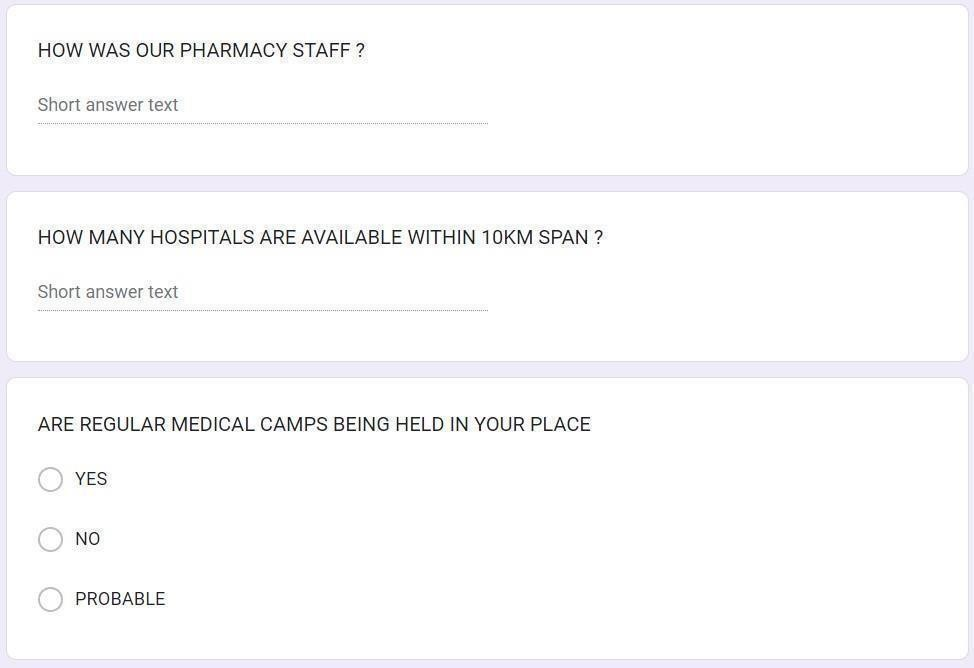 HOW WAS OUR PHARMACY STAFF ?
Short answer text
HOW MANY HOSPITALS ARE AVAILABLE WITHIN 10KM SPAN ?
Short answer text
ARE REGULAR MEDICAL CAMPS BEING HELD IN YOUR PLACE
YES
NO
PROBABLE